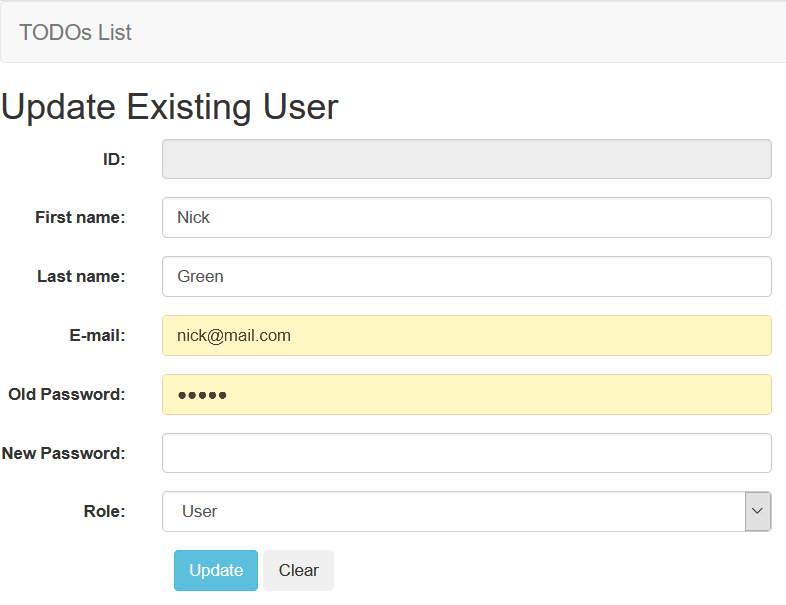 TODOs List
Update Existing User
ID:
First name: Nick
Last name: Green
E-mail: nick@mail.com
Old Password: •••••
New Password:
Role: User
Update Clear